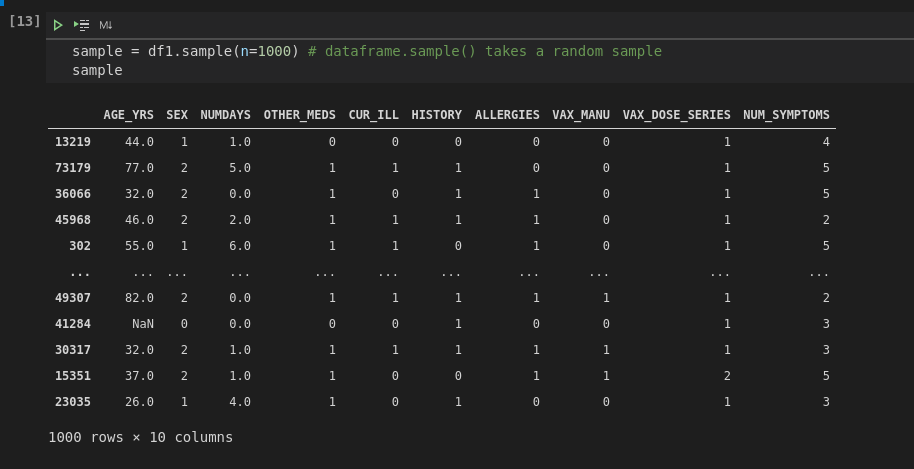 [13] M↓
sample = df1.sample(n=1000) # dataframe.sample() takes a random sample
sample
AGE_YRS SEX NUMDAYS OTHER_MEDS CUR_ILL HISTORY ALLERGIES VAX_MANU VAX_DOSE_SERIES NUM_SYMPTOMS
13219 44.0 1 1.0 0 0 0 0 0 1 4
73179 77.0 2 5.0 1 1 1 0 0 1 5
36066 32.0 2 0.0 1 0 1 1 0 1 5
45968 46.0 2 2.0 1 1 1 1 0 1 2
302 55.0 1 6.0 1 1 0 1 0 1 5
... ... ... ... ... ... ... ... ... ... ...
49307 82.0 2 0.0 1 1 1 1 1 1 2
41284 NaN 0 0.0 0 0 1 0 0 1 3
30317 32.0 2 1.0 1 1 1 1 1 1 3
15351 37.0 2 1.0 1 0 0 1 1 2 5
23035 26.0 1 4.0 1 0 1 0 0 1 3
1000 rows × 10 columns